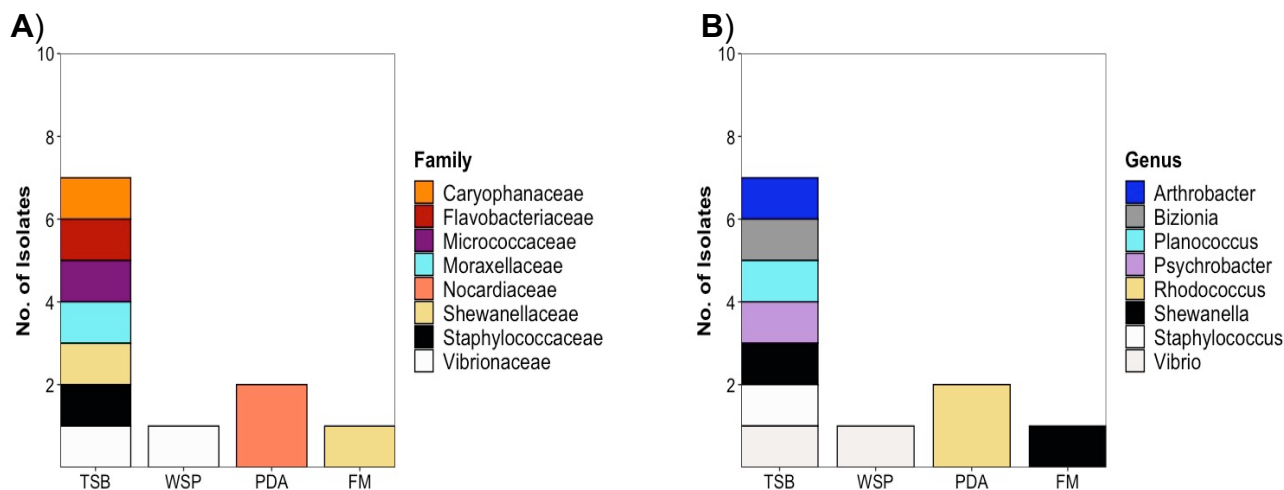 A)
10
8
6
4
2
No. of Isolates
TSB WSP PDA FM
Family
Caryophanaceae
Flavobacteriaceae
Micrococcaceae
Moraxellaceae
Nocardiaceae
Shewanellaceae
Staphylococcaceae
Vibrionaceae
B)
10
8
6
4
2
No. of Isolates
TSB WSP PDA FM
Genus
Arthrobacter
Bizionia
Planococcus
Psychrobacter
Rhodococcus
Shewanella
Staphylococcus
Vibrio